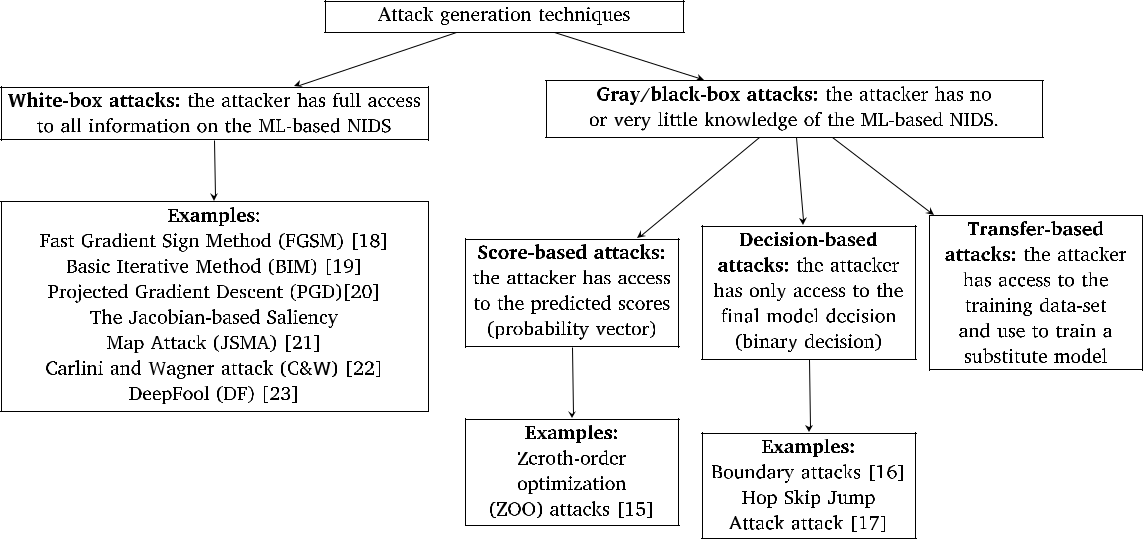 Attack generation techniques
White-box attacks: the attacker has full access
to all information on the ML-based NIDS
Gray/black-box attacks: the attacker has no
or very little knowledge of the ML-based NIDS.
Examples:
Fast Gradient Sign Method (FGSM) [18]
Basic Iterative Method (BIM) [19]
Projected Gradient Descent (PGD)[20]
The Jacobian-based Saliency
Map Attack (JSMA) [21]
Carlini and Wagner attack (C&W) [22]
DeepFool (DF) [23]
Score-based attacks:
the attacker has access
to the predicted scores
(probability vector)
Decision-based
attacks: the attacker
has only access to the
final model decision
(binary decision)
Transfer-based
attacks: the attacker
has access to the
training data-set
and use to train a
substitute model
Examples:
Zeroth-order
optimization
(ZOO) attacks [15]
Examples:
Boundary attacks [16]
Hop Skip Jump
Attack attack [17]